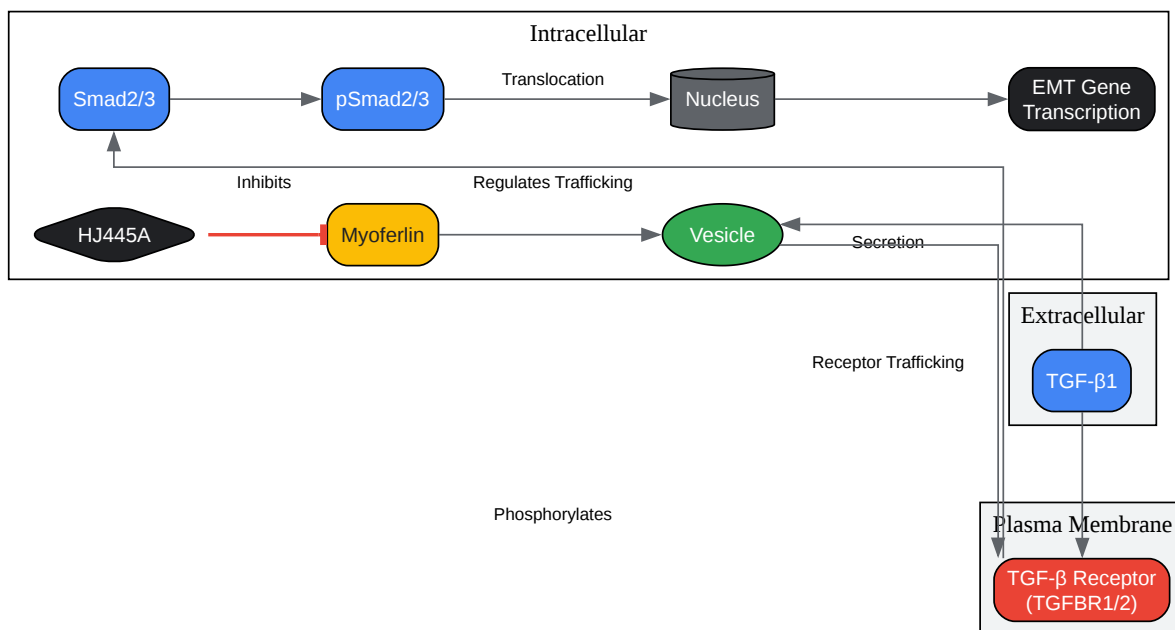 Intracellular
Smad2/3
pSmad2/3
Translocation
Nucleus
EMT Gene
Transcription
Inhibits
Regulates Trafficking
HJ445A
Myoferlin
Vesicle
Secretion
Extracellular
TGF-β1
Receptor Trafficking
Phosphorylates
Plasma Membrane
TGF-β Receptor
(TGFBR1/2)